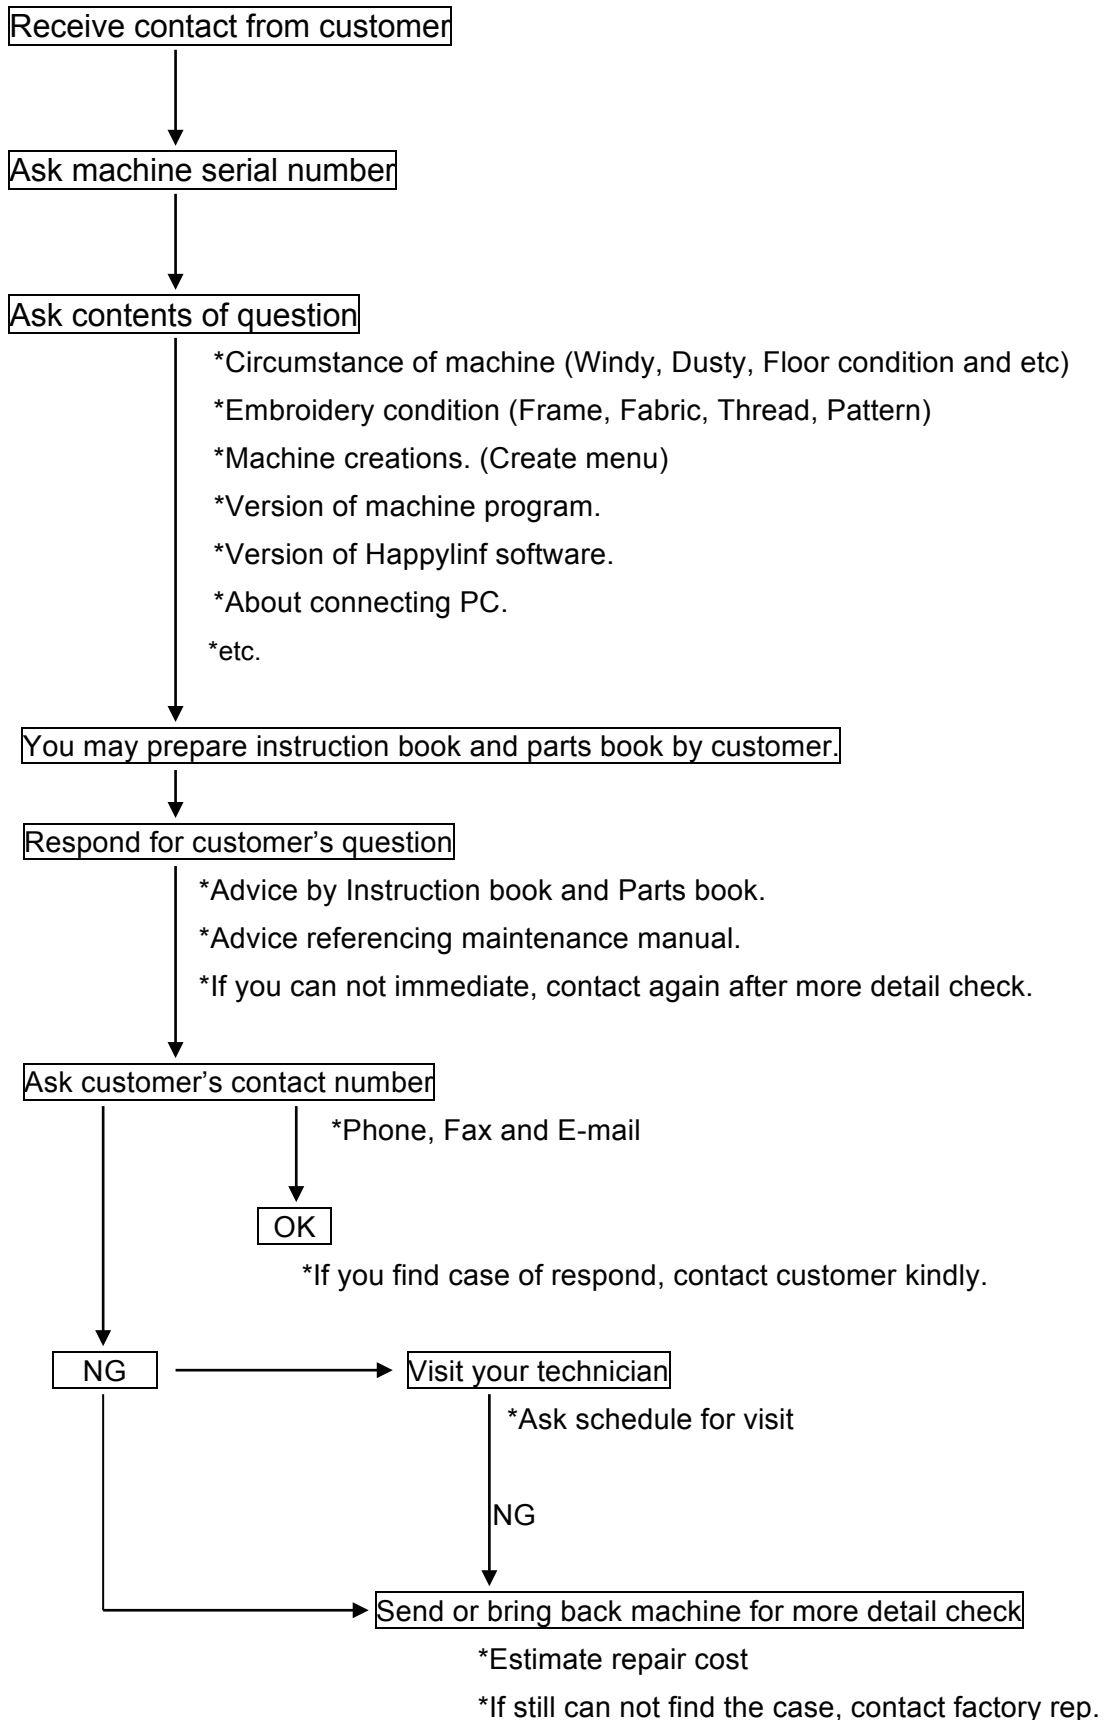 Receive contact from customer
Ask machine serial number
Ask contents of question
*Circumstance of machine (Windy, Dusty, Floor condition and etc)
*Embroidery condition (Frame, Fabric, Thread, Pattern)
*Machine creations. (Create menu)
*Version of machine program.
*Version of Happylinf software.
*About connecting PC.
*etc.
You may prepare instruction book and parts book by customer.
Respond for customer’s question
*Advice by Instruction book and Parts book.
*Advice referencing maintenance manual.
*If you can not immediate, contact again after more detail check.
Ask customer’s contact number
*Phone, Fax and E-mail
OK
*If you find case of respond, contact customer kindly.
NG
Visit your technician
*Ask schedule for visit
NG
Send or bring back machine for more detail check
*Estimate repair cost
*If still can not find the case, contact factory rep.